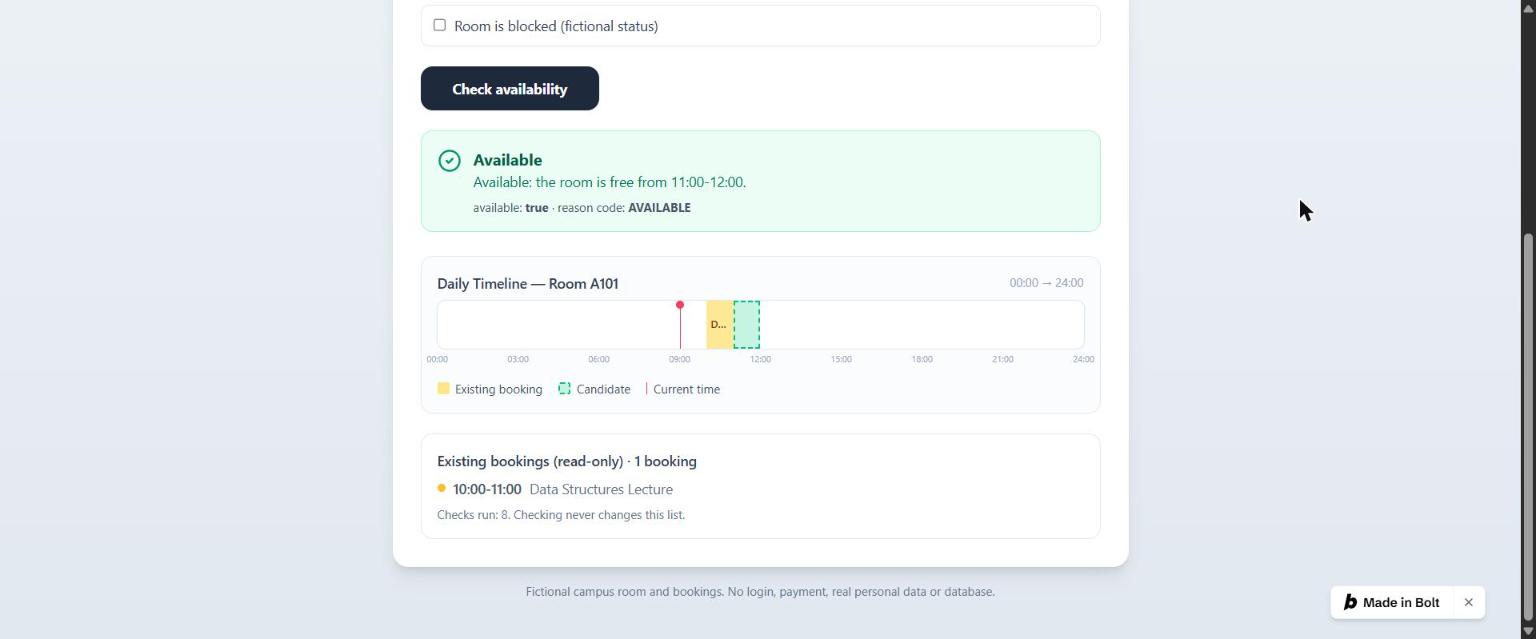 Room is blocked (fictional status)
Check availability
Available
Available: the room is free from 11:00-12:00.
available: true · reason code: AVAILABLE
Daily Timeline — Room A101
00:00 → 24:00
D...
00:00 03:00 06:00 09:00 12:00 15:00 18:00 21:00 24:00
Existing booking Candidate Current time
Existing bookings (read-only) · 1 booking
10:00-11:00 Data Structures Lecture
Checks run: 8. Checking never changes this list.
Fictional campus room and bookings. No login, payment, real personal data or database.
b Made in Bolt ×